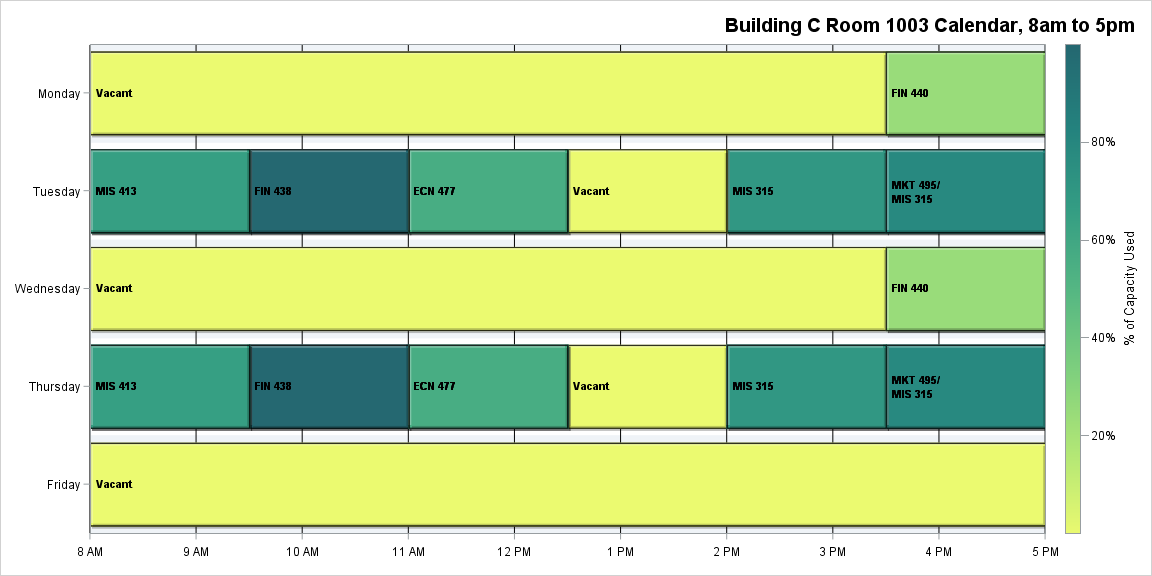 Building C Room 1003 Calendar, 8am to 5pm
Monday
Vacant
FIN 440
Tuesday
MIS 413
FIN 438
ECN 477
Vacant
MIS 315
MKT 495/
MIS 315
Wednesday
Vacant
FIN 440
Thursday
MIS 413
FIN 438
ECN 477
Vacant
MIS 315
MKT 495/
MIS 315
Friday
Vacant
8 AM
9 AM
10 AM
11 AM
12 PM
1 PM
2 PM
3 PM
4 PM
5 PM
80%
60%
40%
20%
% of Capacity Used